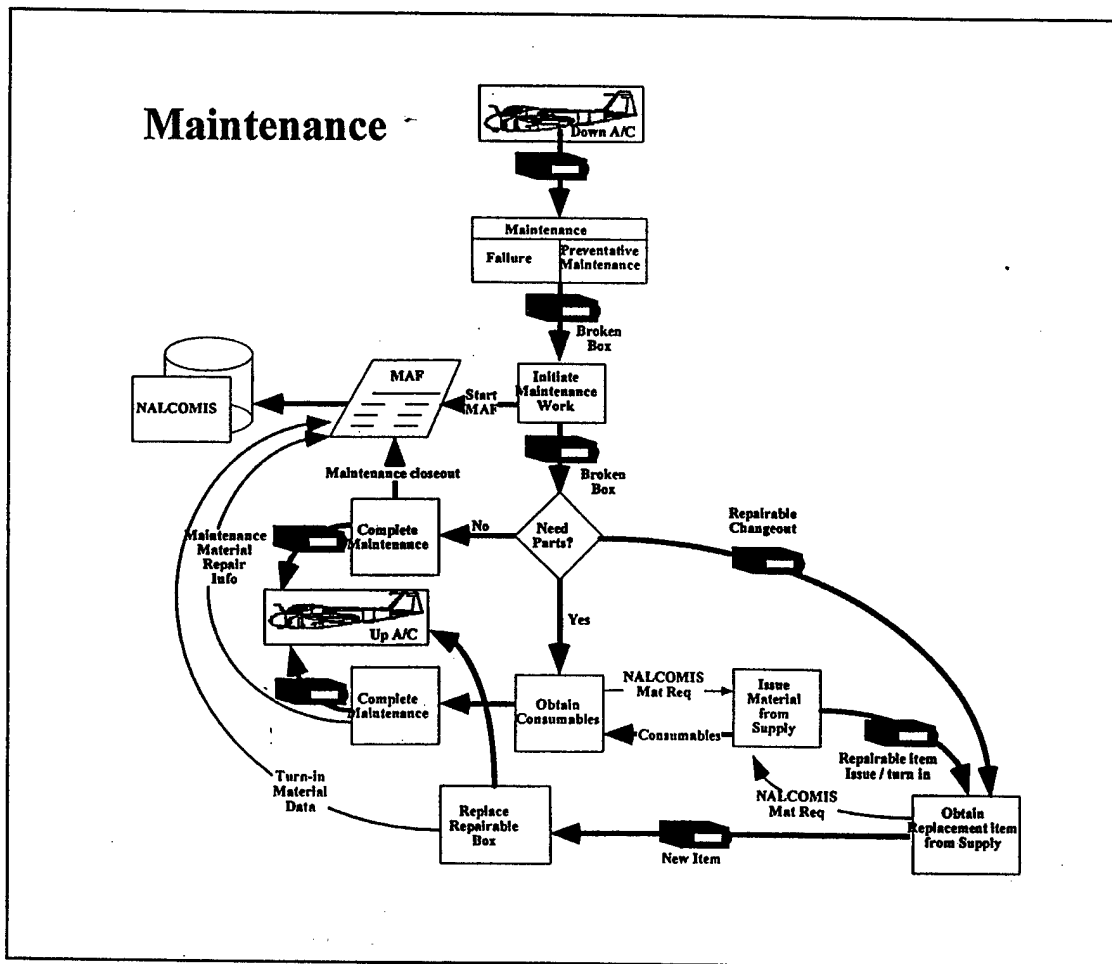 Maintenance
Down A/C
Maintenance
Failure
Preventative
Maintenance
Broken
Box
MAF
Start
MAF
Initiate
Maintenance
Work
NALCOMIS
Broken
Box
Maintenance closeout
Repairable
Changeout
No
Need
Parts?
Complete
Maintenance
Maintenance
Material
Repair
Info
Up A/C
Yes
NALCOMIS
Mat Req
Issue
Material
from
Supply
Complete
Maintenance
Obtain
Consumables
Consumables
Repairable item
Issue / turn in
Turn-in
Material
Data
Replace
Repairable
Box
NALCOMIS
Mat Req
Obtain
Replacement item
from Supply
New Item